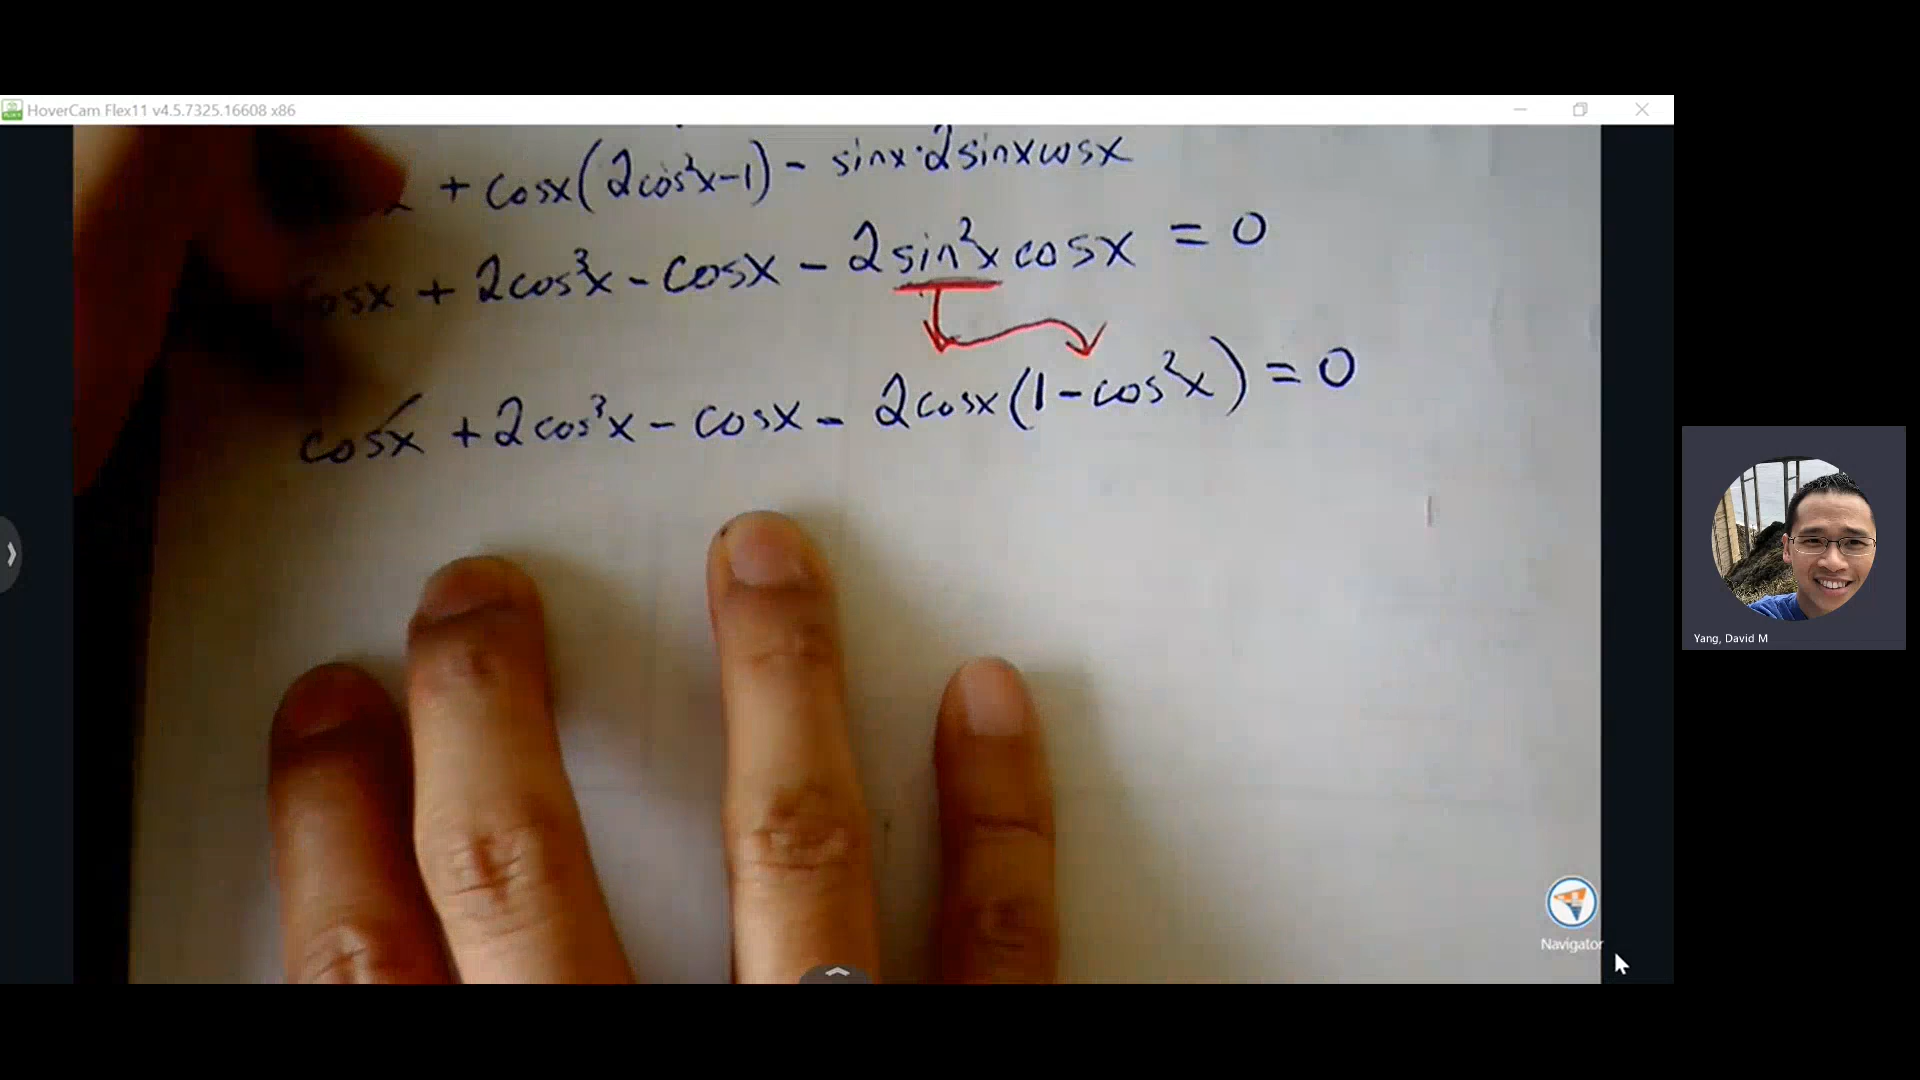 HoverCam Flex11 v4.5.7325.16608 x86
+ cosx(2cos²x-1) - sinx·2sinxcosx
cosx + 2cos³x - cosx - 2sin²x cosx = 0
cosx + 2cos³x - cosx - 2cosx(1-cos²x) = 0
Yang, David M
Navigator